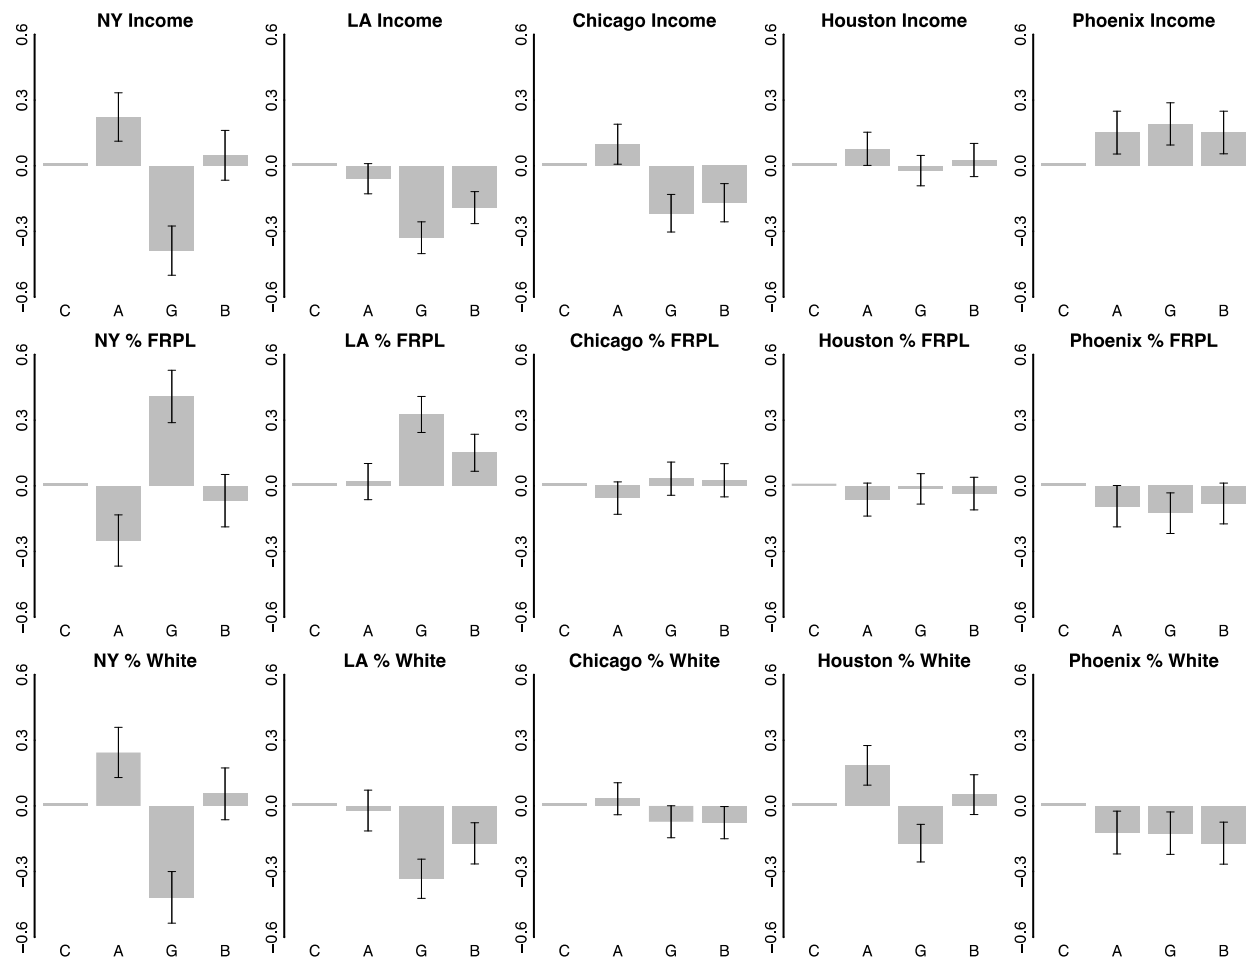 NY Income
LA Income
Chicago Income
Houston Income
Phoenix Income
0.6 0.3 0.0 −0.3 −0.6
0.6 0.3 0.0 −0.3 −0.6
0.6 0.3 0.0 −0.3 −0.6
0.6 0.3 0.0 −0.3 −0.6
0.6 0.3 0.0 −0.3 −0.6
C A G B
C A G B
C A G B
C A G B
C A G B
NY % FRPL
LA % FRPL
Chicago % FRPL
Houston % FRPL
Phoenix % FRPL
0.6 0.3 0.0 −0.3 −0.6
0.6 0.3 0.0 −0.3 −0.6
0.6 0.3 0.0 −0.3 −0.6
0.6 0.3 0.0 −0.3 −0.6
0.6 0.3 0.0 −0.3 −0.6
C A G B
C A G B
C A G B
C A G B
C A G B
NY % White
LA % White
Chicago % White
Houston % White
Phoenix % White
0.6 0.3 0.0 −0.3 −0.6
0.6 0.3 0.0 −0.3 −0.6
0.6 0.3 0.0 −0.3 −0.6
0.6 0.3 0.0 −0.3 −0.6
0.6 0.3 0.0 −0.3 −0.6
C A G B
C A G B
C A G B
C A G B
C A G B